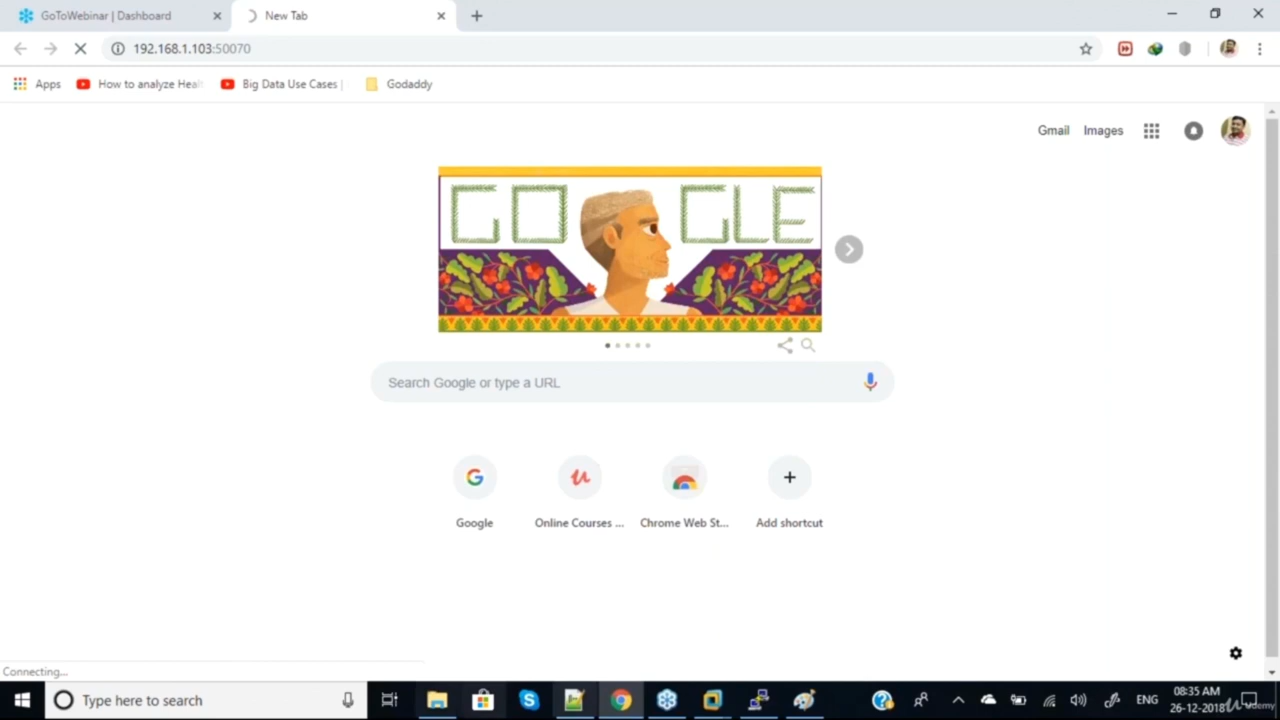 GoToWebinar | Dashboard
New Tab
192.168.1.103:50070
Apps
How to analyze Heal
Big Data Use Cases |
Godaddy
Gmail
Images
GO GLE
Search Google or type a URL
Google
Online Courses ...
Chrome Web St...
Add shortcut
Connecting...
Type here to search
ENG
08:35 AM
26-12-2018
Udemy